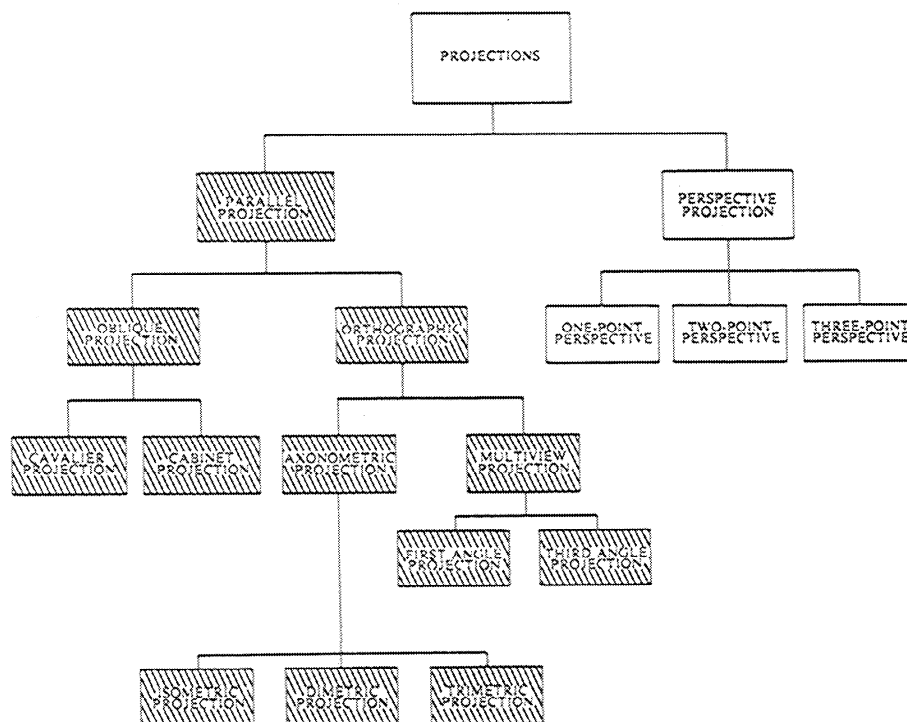 PROJECTIONS
PARALLEL
PROJECTION
PERSPECTIVE
PROJECTION
OBLIQUE
PROJECTION
ORTHOGRAPHIC
PROJECTION
ONE-POINT
PERSPECTIVE
TWO-POINT
PERSPECTIVE
THREE-POINT
PERSPECTIVE
CAVALIER
PROJECTION
CABINET
PROJECTION
AXONOMETRIC
PROJECTION
MULTIVIEW
PROJECTION
FIRST ANGLE
PROJECTION
THIRD ANGLE
PROJECTION
ISOMETRIC
PROJECTION
DIMETRIC
PROJECTION
TRIMETRIC
PROJECTION